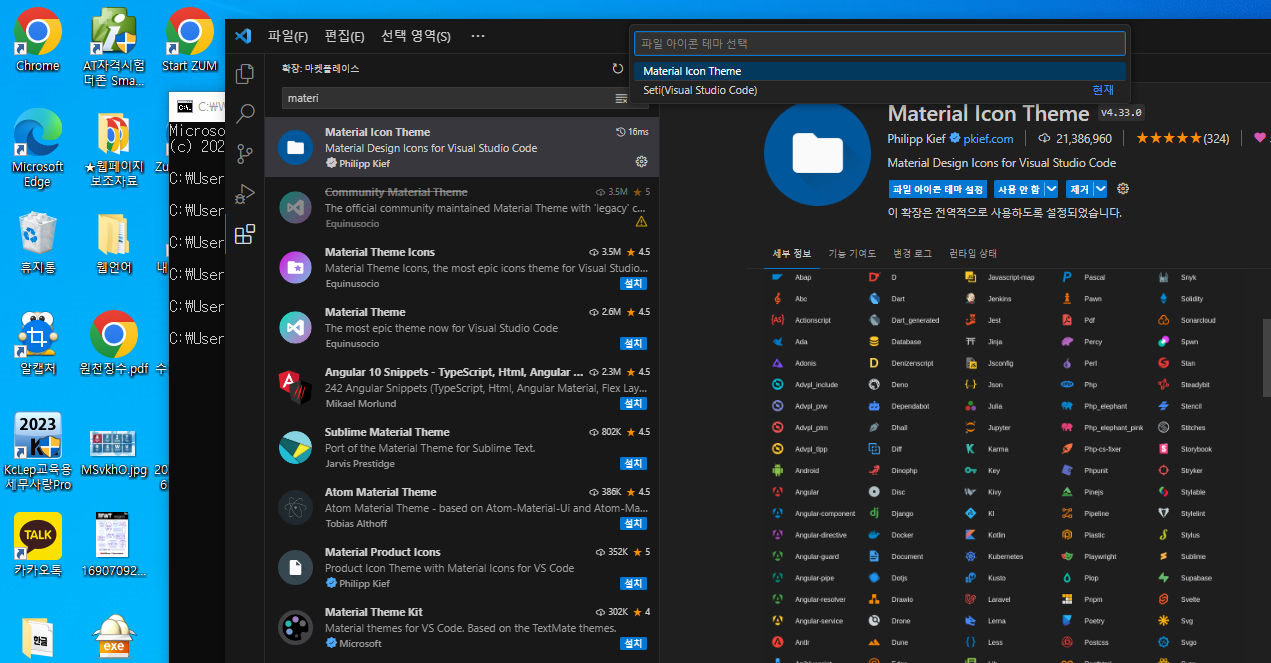 Chrome
AT자격시험
더존 Sma...
Start ZUM
Microsoft
Edge
★웹페이지
보조자료
Zu
휴지통
웹언어
내
알캡처
원천징수.pdf
수
2023
KcLep교육용
세무사랑Pro
MSvkhO.jpg
20
6
TALK
카카오톡
16907092...
한글
exe
C:\
Microso
(c) 202
C:₩User
C:₩User
C:₩User
C:₩User
C:₩User
C:₩User
파일(F) 편집(E) 선택 영역(S) ...
파일 아이콘 테마 선택
Material Icon Theme
Seti(Visual Studio Code) 현재
확장: 마켓플레이스
materi
Material Icon Theme 16ms
Material Design Icons for Visual Studio Code
Philipp Kief
Community Material Theme 3.5M ★ 5
The official community maintained Material Theme with 'legacy' c...
Equinusocio
Material Theme Icons 3.5M ★ 4.5
Material Theme Icons, the most epic icons theme for Visual Studio...
Equinusocio 설치
Material Theme 2.6M ★ 4.5
The most epic theme now for Visual Studio Code
Equinusocio 설치
Angular 10 Snippets - TypeScript, Html, Angular ... 2.3M ★ 4.5
242 Angular Snippets (TypeScript, Html, Angular Material, Flex Lay...
Mikael Morlund 설치
Sublime Material Theme 802K ★ 4.5
Port of the Material Theme for Sublime Text.
Jarvis Prestidge 설치
Atom Material Theme 386K ★ 4.5
Atom Material Theme - based on Atom-Material-Ui and Atom-Ma...
Tobias Althoff 설치
Material Product Icons 352K ★ 5
Product Icon Theme with Material Icons for VS Code
Philipp Kief 설치
Material Theme Kit 302K ★ 4
Material themes for VS Code. Based on the TextMate themes.
Microsoft 설치
Material Icon Theme v4.33.0
Philipp Kief pkief.com 21,386,960 ★★★★★(324)
Material Design Icons for Visual Studio Code
파일 아이콘 테마 설정 사용 안 함 제거
이 확장은 전역적으로 사용하도록 설정되었습니다.
세부 정보 기능 기여도 변경 로그 런타임 상태
Abap D Javascript-map Pascal Snyk
Abc Dart Jenkins Pawn Solidity
Actionscript Dart_generated Jest Pdf Sonarcloud
Ada Database Jinja Percy Spwn
Adonis Denizenscript Jsconfig Perl Stan
Advpl_include Deno Json Php Steadybit
Advpl_prw Dependabot Julia Php_elephant Stencil
Advpl_ptm Dhall Jupyter Php_elephant_pink Stitches
Advpl_tlpp Diff Karma Php-cs-fixer Storybook
Android Dinophp Key Phpunit Stryker
Angular Disc Kivy Pinejs Stylable
Angular-component Django Kl Pipeline Stylelint
Angular-directive Docker Kotlin Plastic Stylus
Angular-guard Document Kubernetes Playwright Sublime
Angular-pipe Dotjs Kusto Plop Supabase
Angular-resolver Drawio Laravel Pnpm Svelte
Angular-service Drone Lerna Poetry Svg
Antlr Dune Less Postcss Svgo